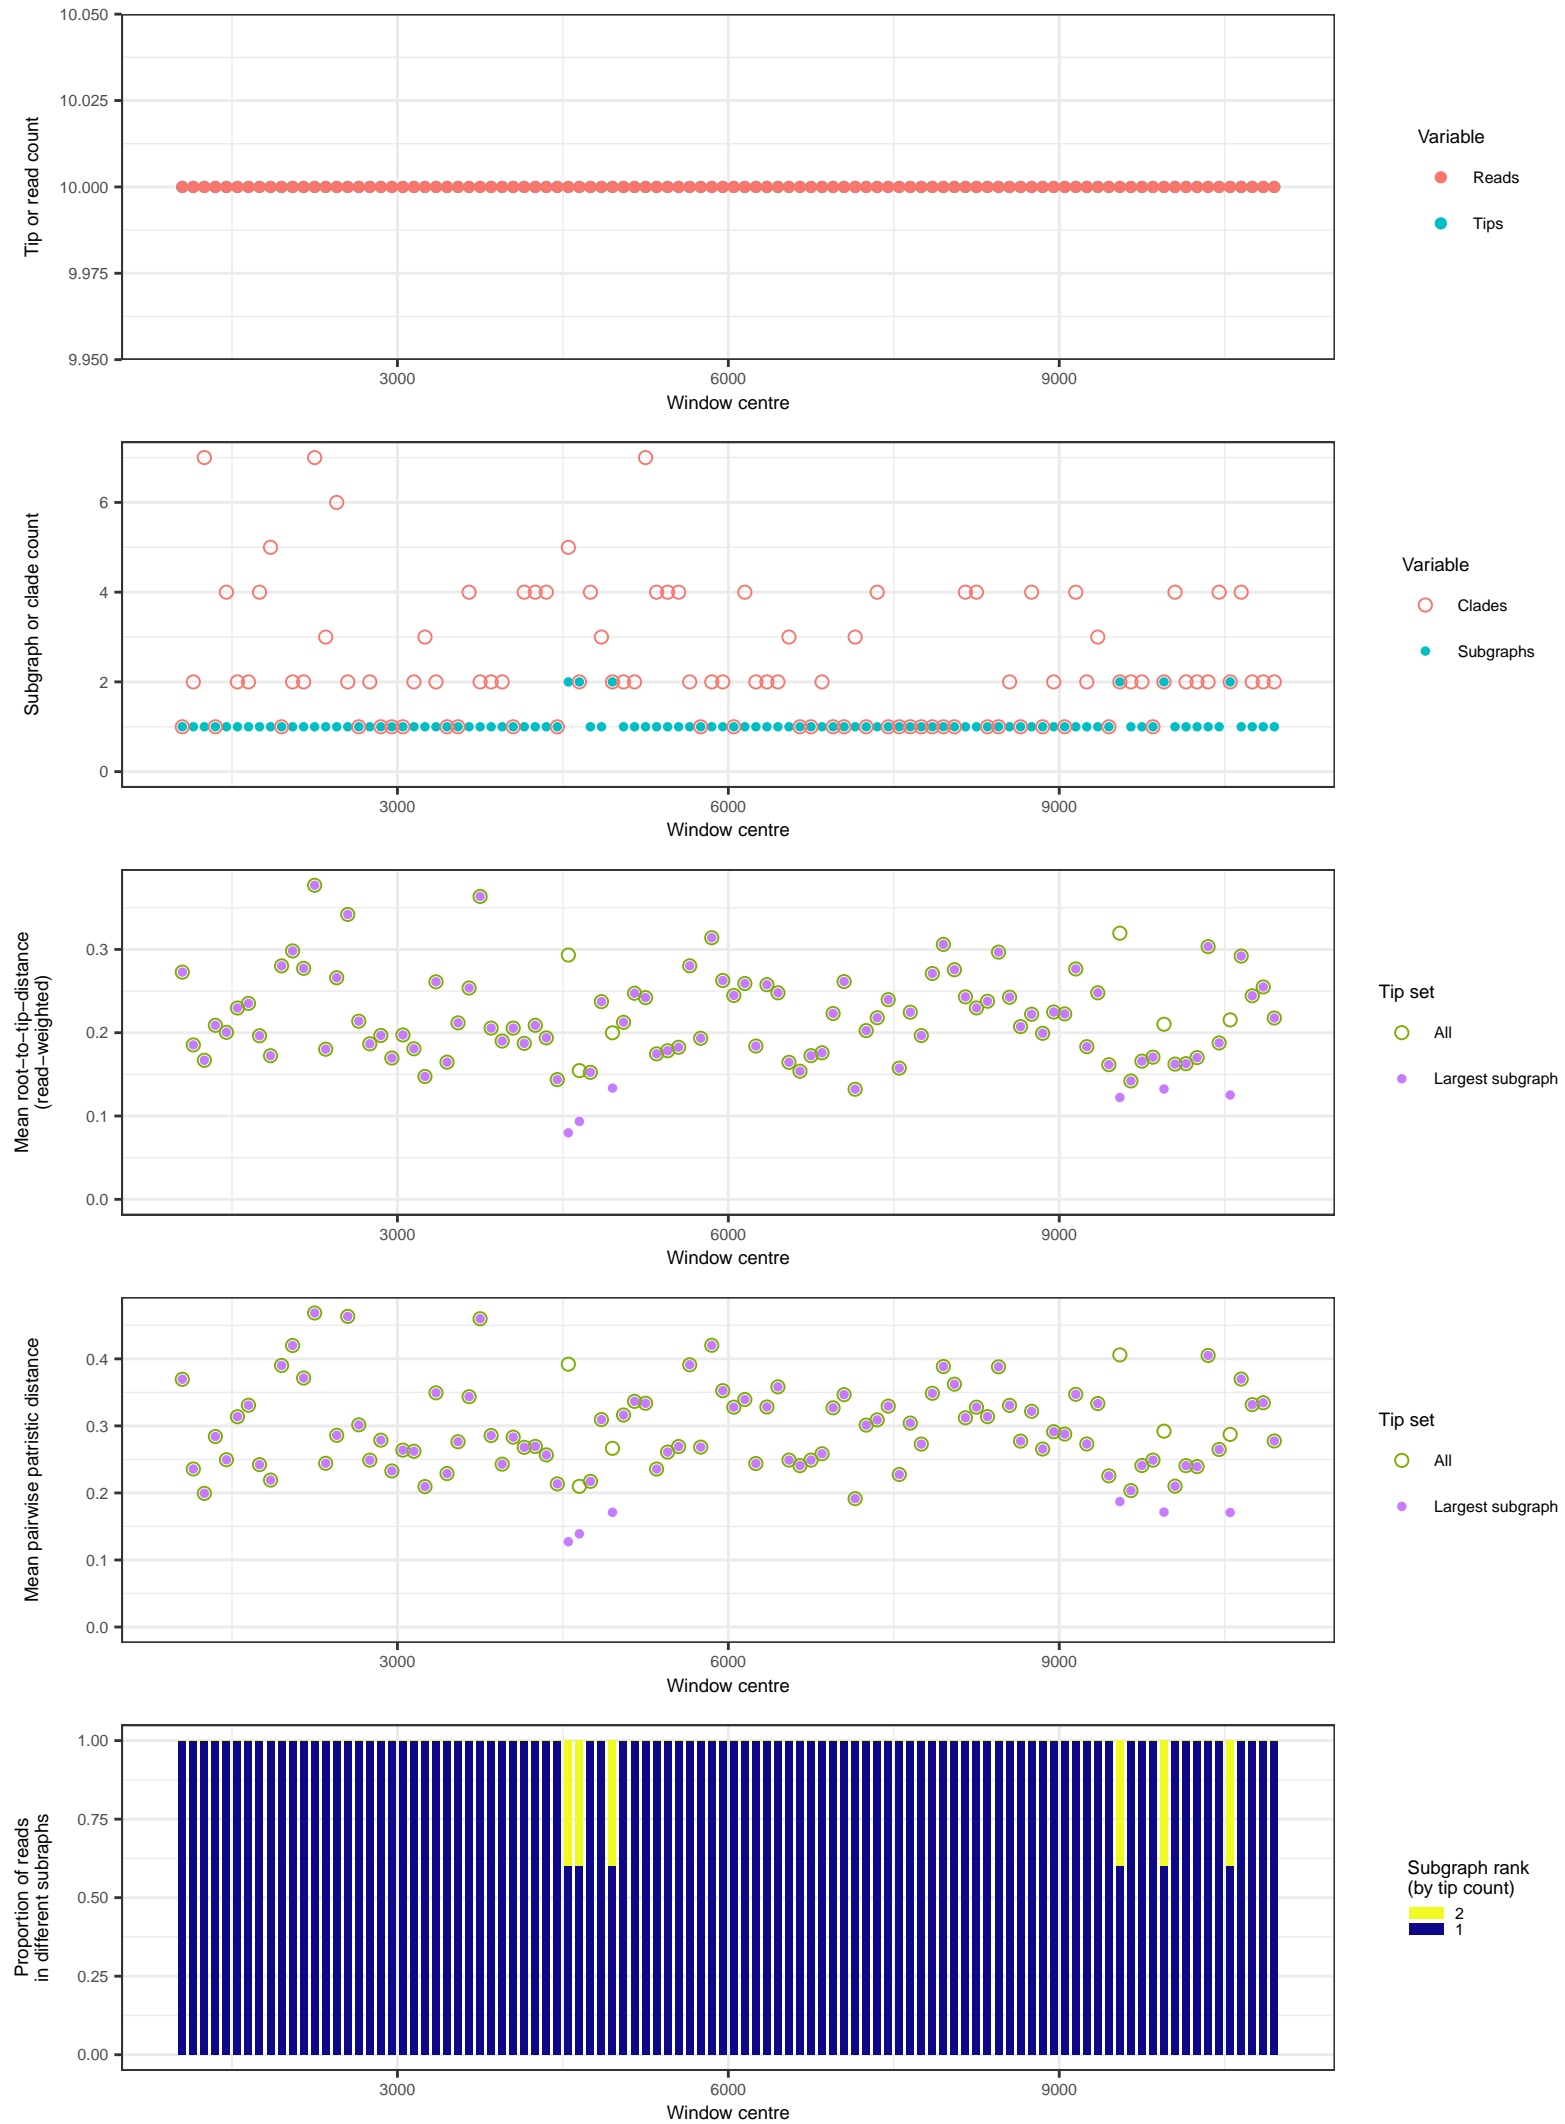 10.050
10.025
10.000
9.975
9.950
Tip or read count
3000
6000
9000
Window centre
Variable
Reads
Tips
6
4
2
0
Subgraph or clade count
3000
6000
9000
Window centre
Variable
Clades
Subgraphs
0.3
0.2
0.1
0.0
Mean root−to−tip−distance
(read−weighted)
3000
6000
9000
Window centre
Tip set
All
Largest subgraph
0.4
0.3
0.2
0.1
0.0
Mean pairwise patristic distance
3000
6000
9000
Window centre
Tip set
All
Largest subgraph
1.00
0.75
0.50
0.25
0.00
Proportion of reads
in different subraphs
3000
6000
9000
Window centre
Subgraph rank
(by tip count)
2
1